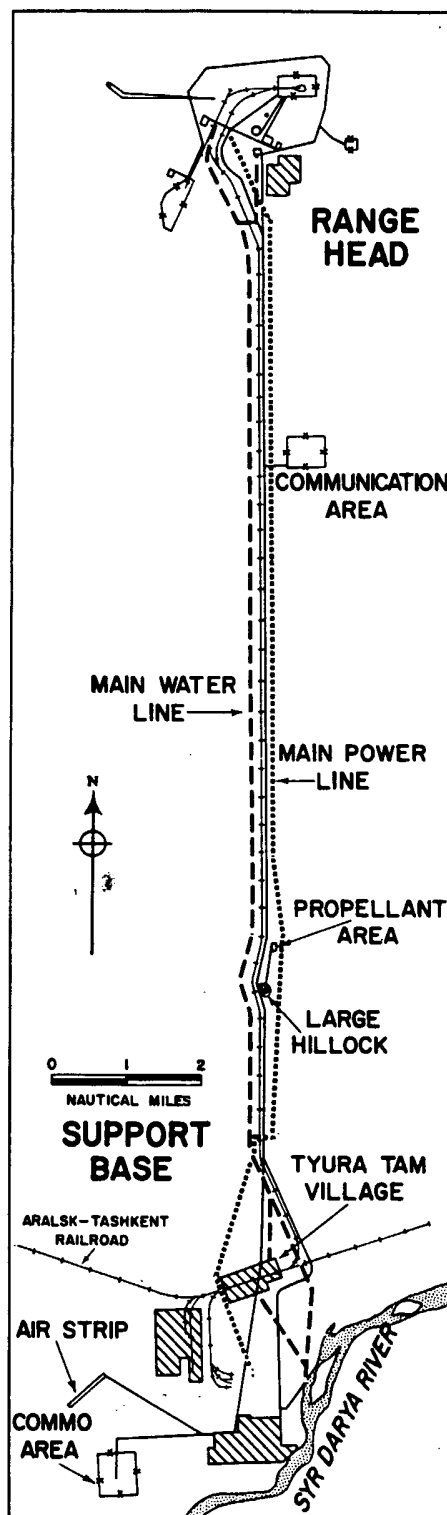 RANGE
HEAD
COMMUNICATION
AREA
MAIN WATER
LINE
MAIN POWER
LINE
N
PROPELLANT
AREA
LARGE
HILLOCK
0 1 2
NAUTICAL MILES
SUPPORT
BASE
TYURA TAM
VILLAGE
ARALSK-TASHKENT
RAILROAD
AIR STRIP
COMMO
AREA
SYR DARYA RIVER